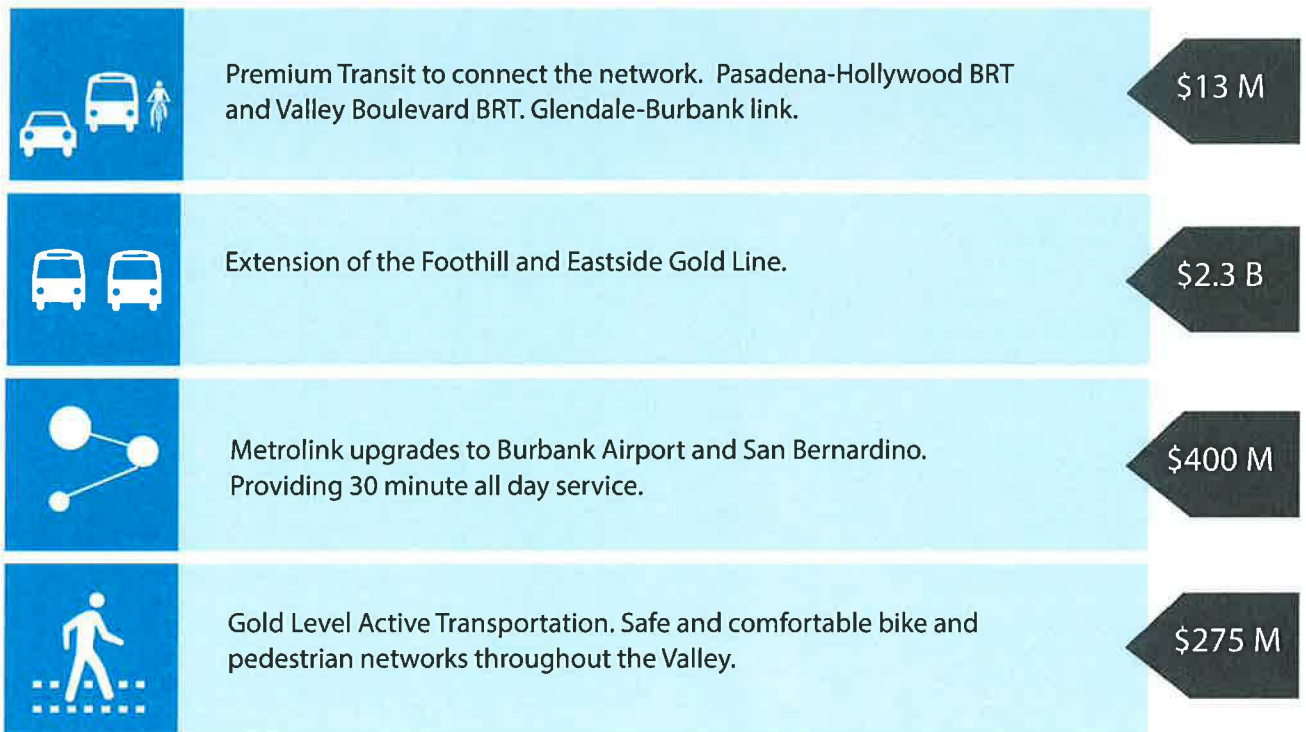 Premium Transit to connect the network. Pasadena-Hollywood BRT
and Valley Boulevard BRT. Glendale-Burbank link.
$13 M
Extension of the Foothill and Eastside Gold Line.
$2.3 B
Metrolink upgrades to Burbank Airport and San Bernardino.
Providing 30 minute all day service.
$400 M
Gold Level Active Transportation. Safe and comfortable bike and
pedestrian networks throughout the Valley.
$275 M